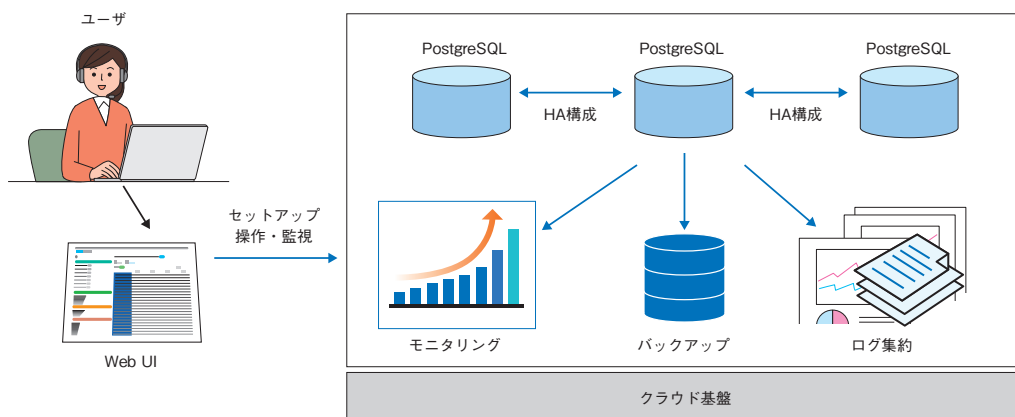 ユーザ
PostgreSQL
PostgreSQL
PostgreSQL
HA構成
HA構成
セットアップ
操作・監視
Web UI
モニタリング
バックアップ
ログ集約
クラウド基盤